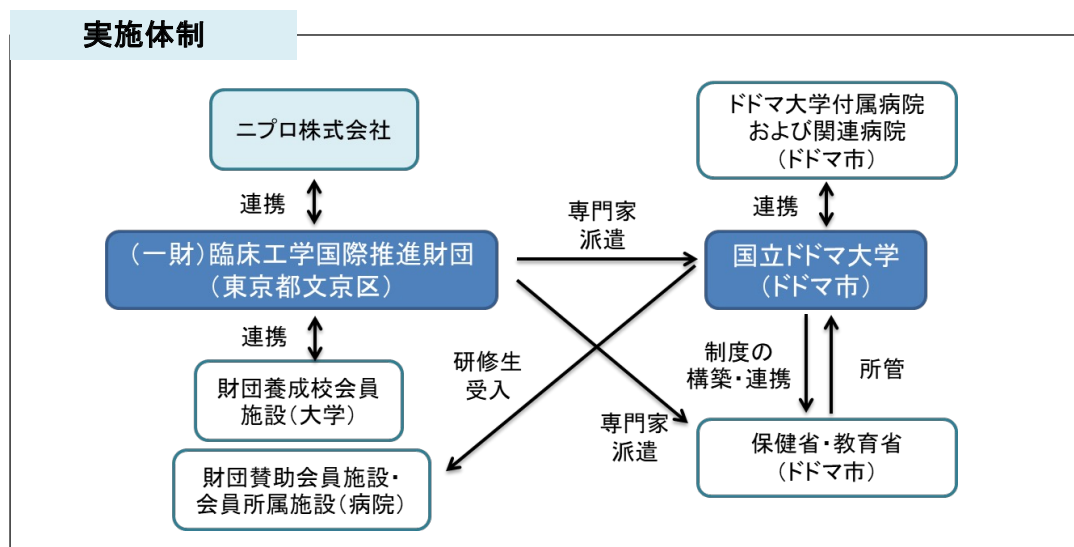 実施体制
ニプロ株式会社
連携
(一財)臨床工学国際推進財団
(東京都文京区)
連携
財団養成校会員
施設(大学)
財団賛助会員施設・
会員所属施設(病院)
専門家
派遣
研修生
受入
専門家
派遣
ドドマ大学付属病院
および関連病院
(ドドマ市)
連携
国立ドドマ大学
(ドドマ市)
制度の
構築・連携
所管
保健省・教育省
(ドドマ市)